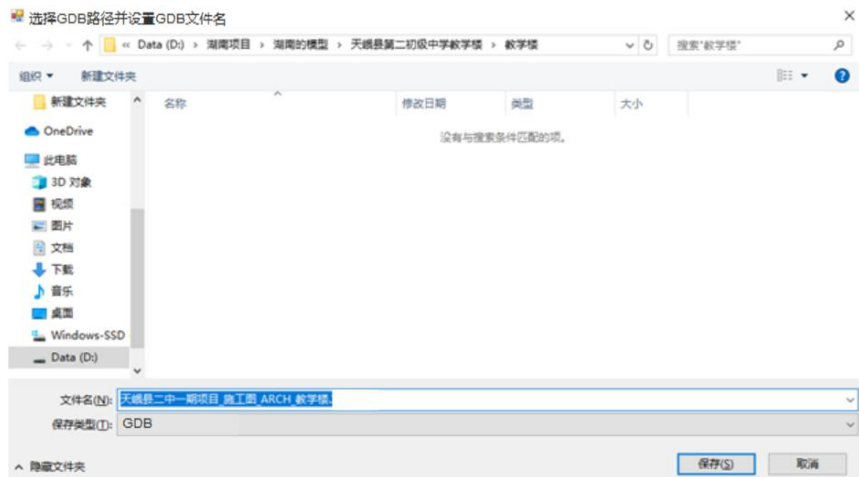 选择GDB路径并设置GDB文件名
« Data (D:) › 湖南项目 › 湖南的模型 › 天峨县第二初级中学教学楼 › 教学楼
搜索"教学楼"
组织 新建文件夹
名称 修改日期 类型 大小
没有与搜索条件匹配的项。
新建文件夹
OneDrive
此电脑
3D 对象
视频
图片
文档
下载
音乐
桌面
Windows-SSD
Data (D:)
文件名(N): 天峨县二中一期项目_施工图_ARCH_教学楼.
保存类型(T): GDB
隐藏文件夹
保存(S) 取消